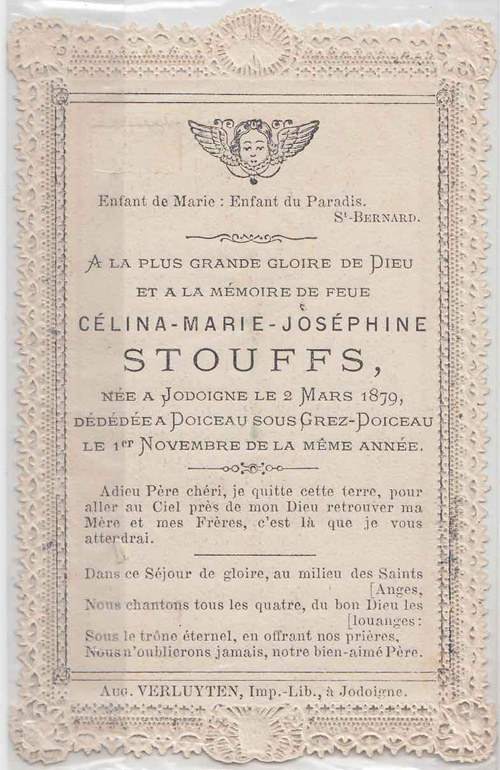 Enfant de Marie : Enfant du Paradis.
St-BERNARD.
A LA PLUS GRANDE GLOIRE DE DIEU
ET A LA MÉMOIRE DE FEUE
CÉLINA-MARIE-JOSÉPHINE
STOUFFS,
NÉE A JODOIGNE LE 2 MARS 1879,
DÉDÉDÉE A DOICEAU SOUS GREZ-DOICEAU
LE 1er NOVEMBRE DE LA MÊME ANNÉE.
Adieu Père chéri, je quitte cette terre, pour
aller au Ciel près de mon Dieu retrouver ma
Mère et mes Frères, c'est là que je vous
attendrai.
Dans ce Séjour de gloire, au milieu des Saints
[Anges,
Nous chantons tous les quatre, du bon Dieu les
[louanges:
Sous le trône éternel, en offrant nos prières,
Nous n'oublierons jamais, notre bien-aimé Père.
AUG. VERLUYTEN, Imp.-Lib., à Jodoigne.